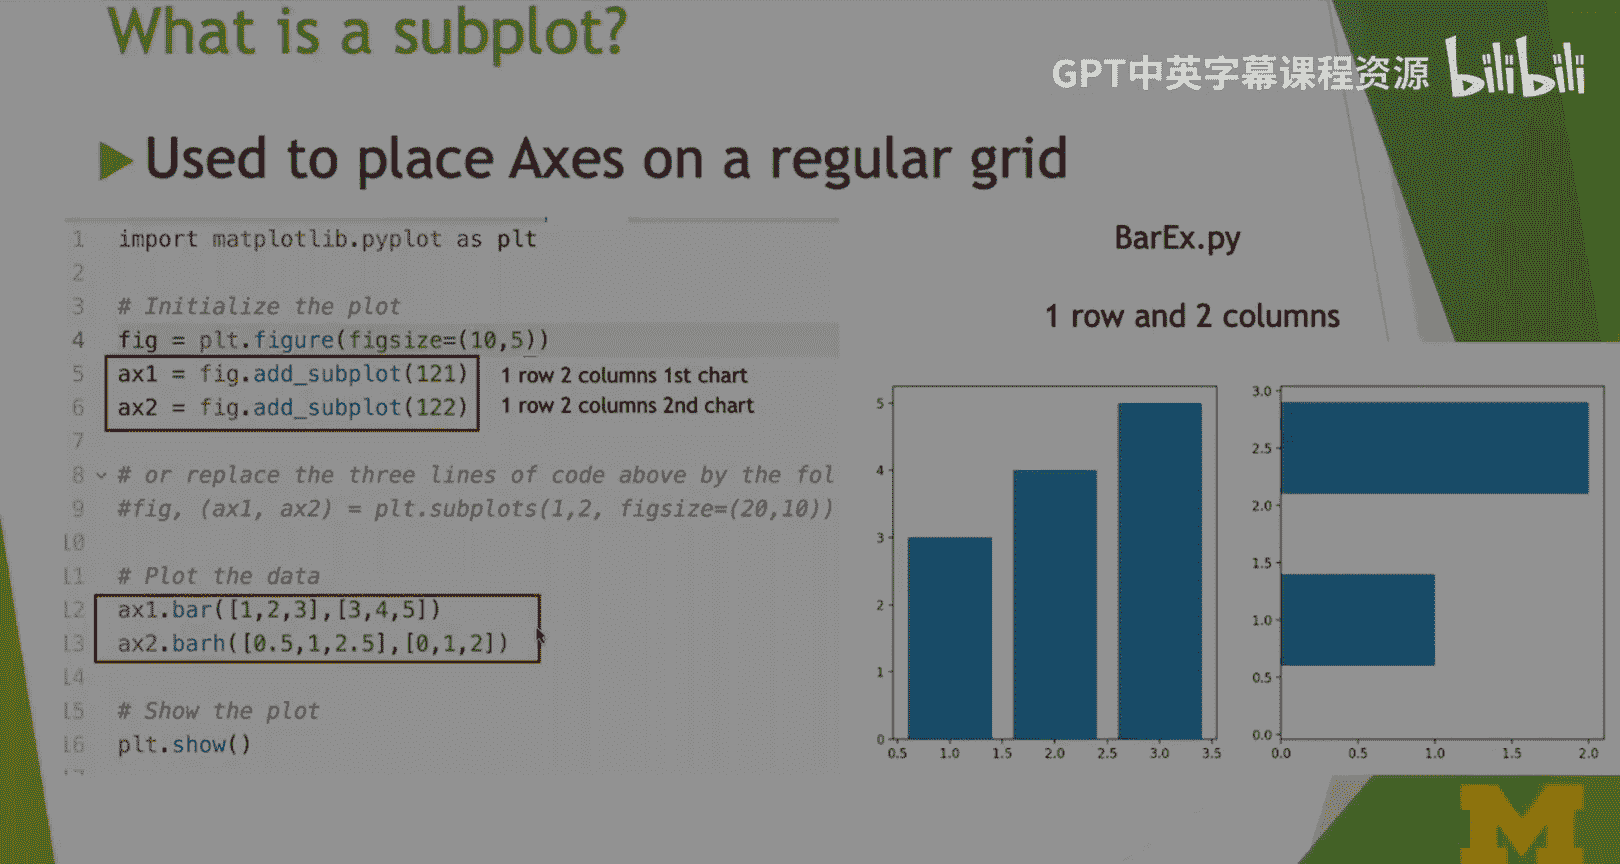 What is a subplot?
GPT中英字幕课程资源 bilibili
Used to place Axes on a regular grid
1 import matplotlib.pyplot as plt
2
3 # Initialize the plot
4 fig = plt.figure(figsize=(10,5))
5 ax1 = fig.add_subplot(121) 1 row 2 columns 1st chart
6 ax2 = fig.add_subplot(122) 1 row 2 columns 2nd chart
7
8 # or replace the three lines of code above by the fol
9 #fig, (ax1, ax2) = plt.subplots(1,2, figsize=(20,10))
10
11 # Plot the data
12 ax1.bar([1,2,3],[3,4,5])
13 ax2.barh([0.5,1,2.5],[0,1,2])
14
15 # Show the plot
16 plt.show()
BarEx.py
1 row and 2 columns
5
4
3
2
1
0
0.5 1.0 1.5 2.0 2.5 3.0 3.5
3.0
2.5
2.0
1.5
1.0
0.5
0.0
0.0 0.5 1.0 1.5 2.0
M